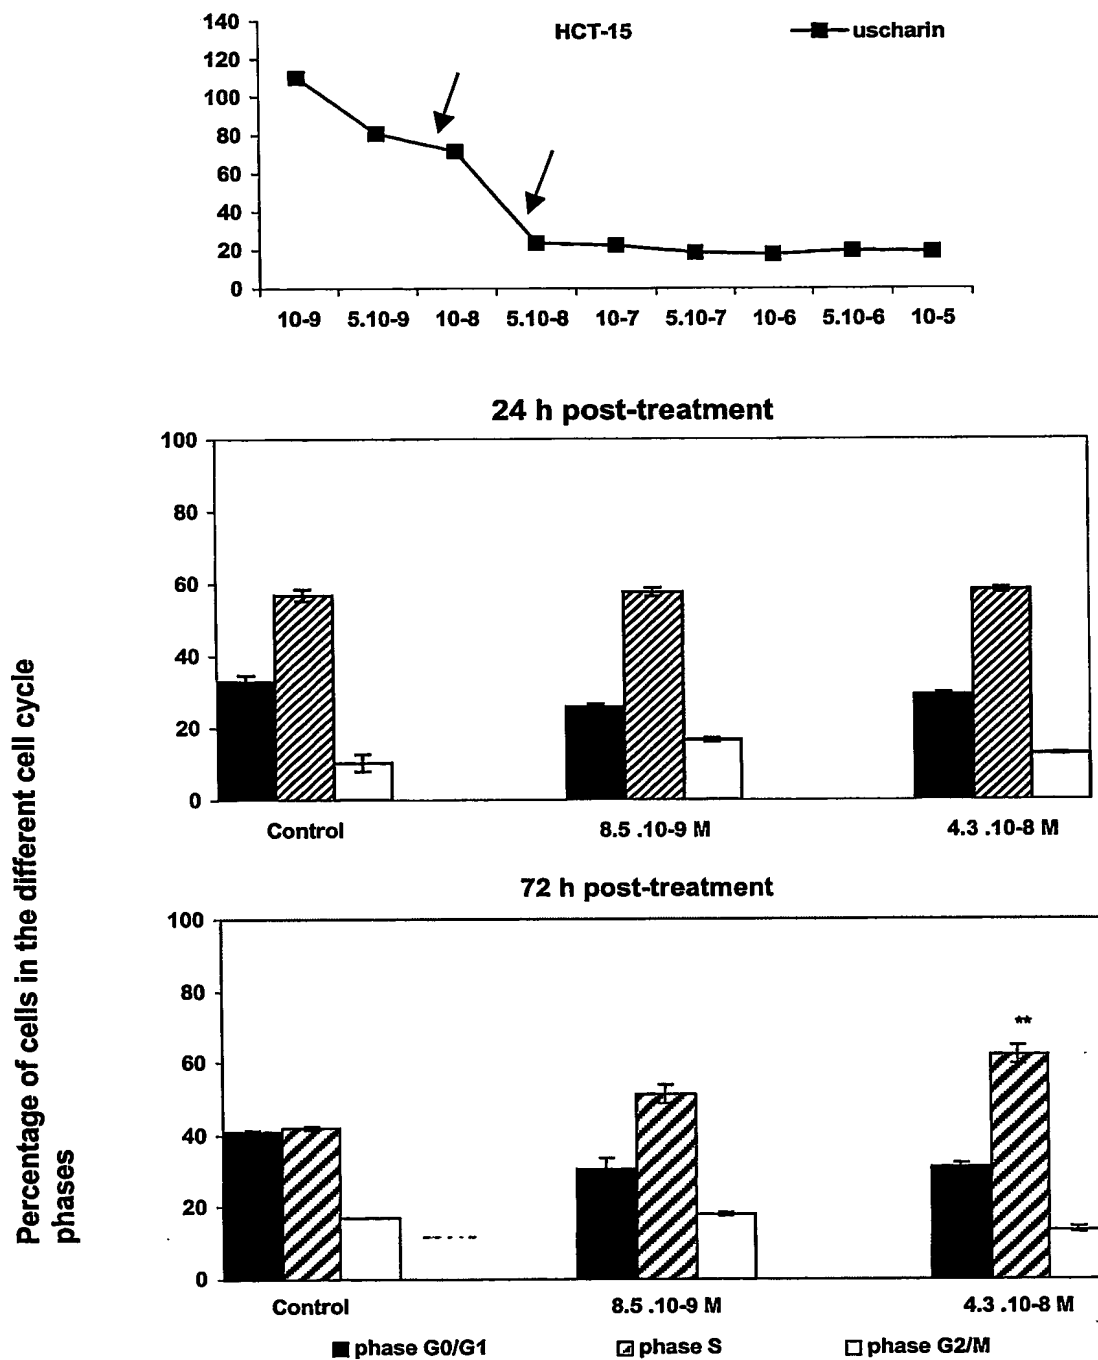 HCT-15
uscharin
140
120
100
80
60
40
20
0
10-9 5.10-9 10-8 5.10-8 10-7 5.10-7 10-6 5.10-6 10-5
24 h post-treatment
100
80
60
40
20
0
Control 8.5 .10-9 M 4.3 .10-8 M
72 h post-treatment
100
80
60
40
20
0
**
Control 8.5 .10-9 M 4.3 .10-8 M
Percentage of cells in the different cell cycle
phases
phase G0/G1 phase S phase G2/M